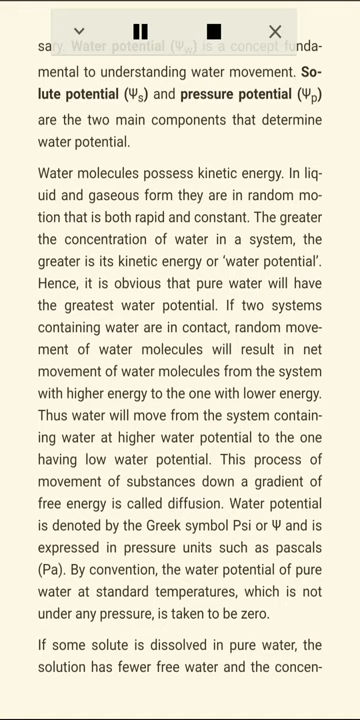 sary. Water potential (Ψw) is a concept funda-
mental to understanding water movement. So-
lute potential (Ψs) and pressure potential (Ψp)
are the two main components that determine
water potential.
Water molecules possess kinetic energy. In liq-
uid and gaseous form they are in random mo-
tion that is both rapid and constant. The greater
the concentration of water in a system, the
greater is its kinetic energy or ‘water potential’.
Hence, it is obvious that pure water will have
the greatest water potential. If two systems
containing water are in contact, random move-
ment of water molecules will result in net
movement of water molecules from the system
with higher energy to the one with lower energy.
Thus water will move from the system contain-
ing water at higher water potential to the one
having low water potential. This process of
movement of substances down a gradient of
free energy is called diffusion. Water potential
is denoted by the Greek symbol Psi or Ψ and is
expressed in pressure units such as pascals
(Pa). By convention, the water potential of pure
water at standard temperatures, which is not
under any pressure, is taken to be zero.
If some solute is dissolved in pure water, the
solution has fewer free water and the concen-